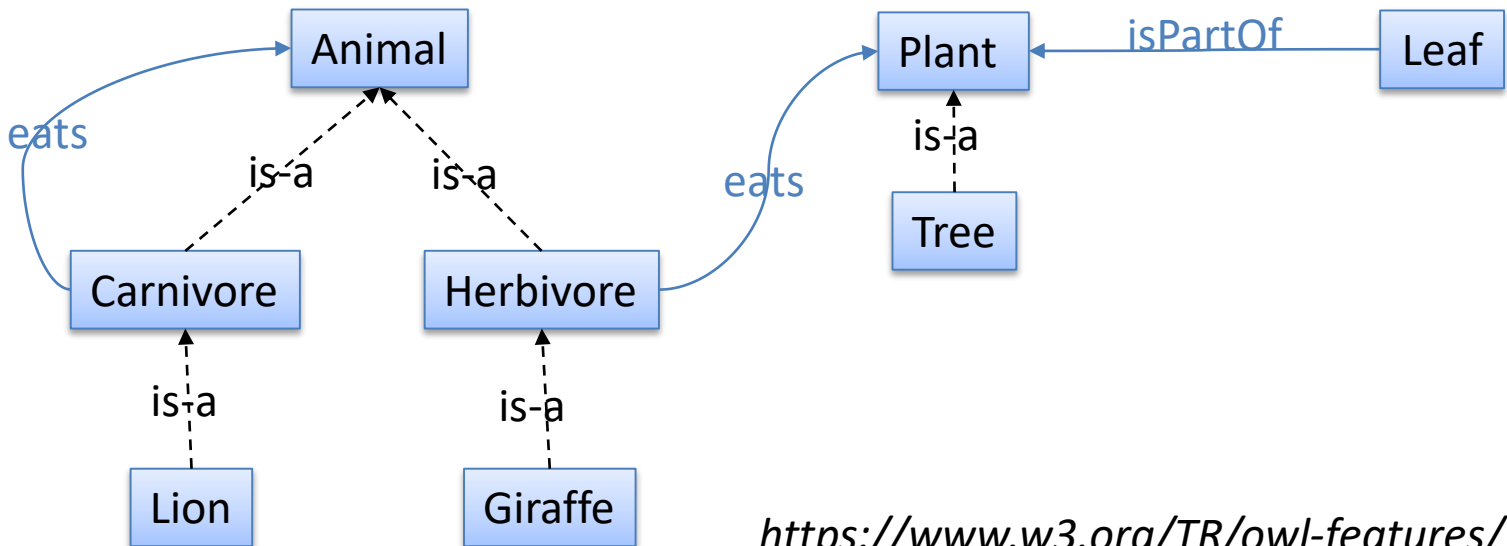 Animal
Plant
isPartOf
Leaf
eats
is-a
is-a
is-a
eats
Tree
Carnivore
Herbivore
is-a
is-a
Lion
Giraffe
https://www.w3.org/TR/owl-features/